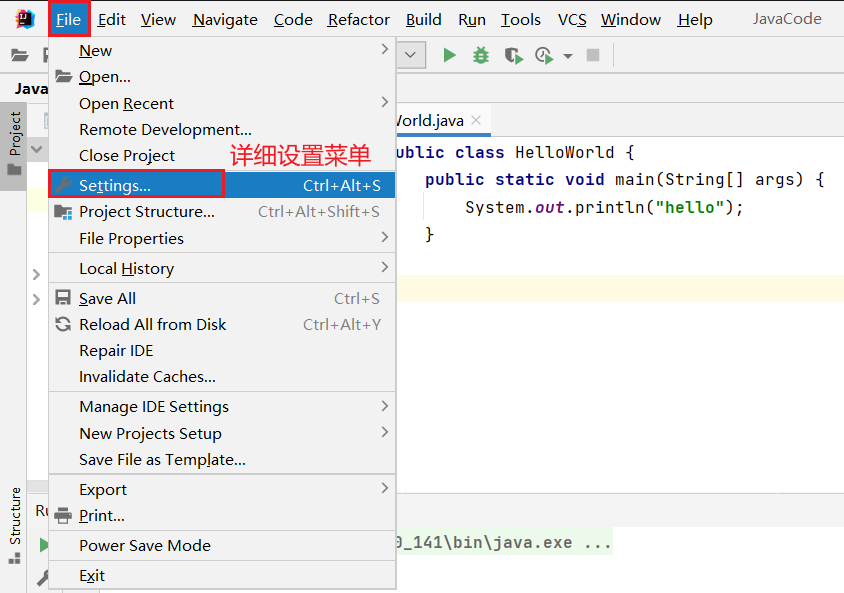 File Edit View Navigate Code Refactor Build Run Tools VCS Window Help JavaCode
New
Open...
Open Recent
Remote Development...
Close Project
详细设置菜单
Settings... Ctrl+Alt+S
Project Structure... Ctrl+Alt+Shift+S
File Properties
Local History
Save All Ctrl+S
Reload All from Disk Ctrl+Alt+Y
Repair IDE
Invalidate Caches...
Manage IDE Settings
New Projects Setup
Save File as Template...
Export
Print...
Power Save Mode
Exit
Java
Project
Structure
World.java
ublic class HelloWorld {
public static void main(String[] args) {
System.out.println("hello");
}
0_141\bin\java.exe ...